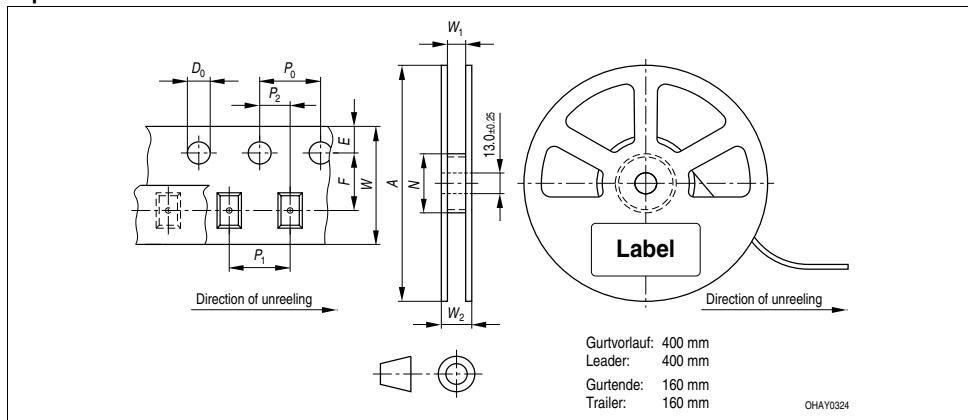 W1
D0
P0
P2
E
13.0±0.25
F
W
A
N
Label
P1
Direction of unreeling
Direction of unreeling
W2
Gurtvorlauf: 400 mm
Leader: 400 mm
Gurtende: 160 mm
Trailer: 160 mm
OHAY0324